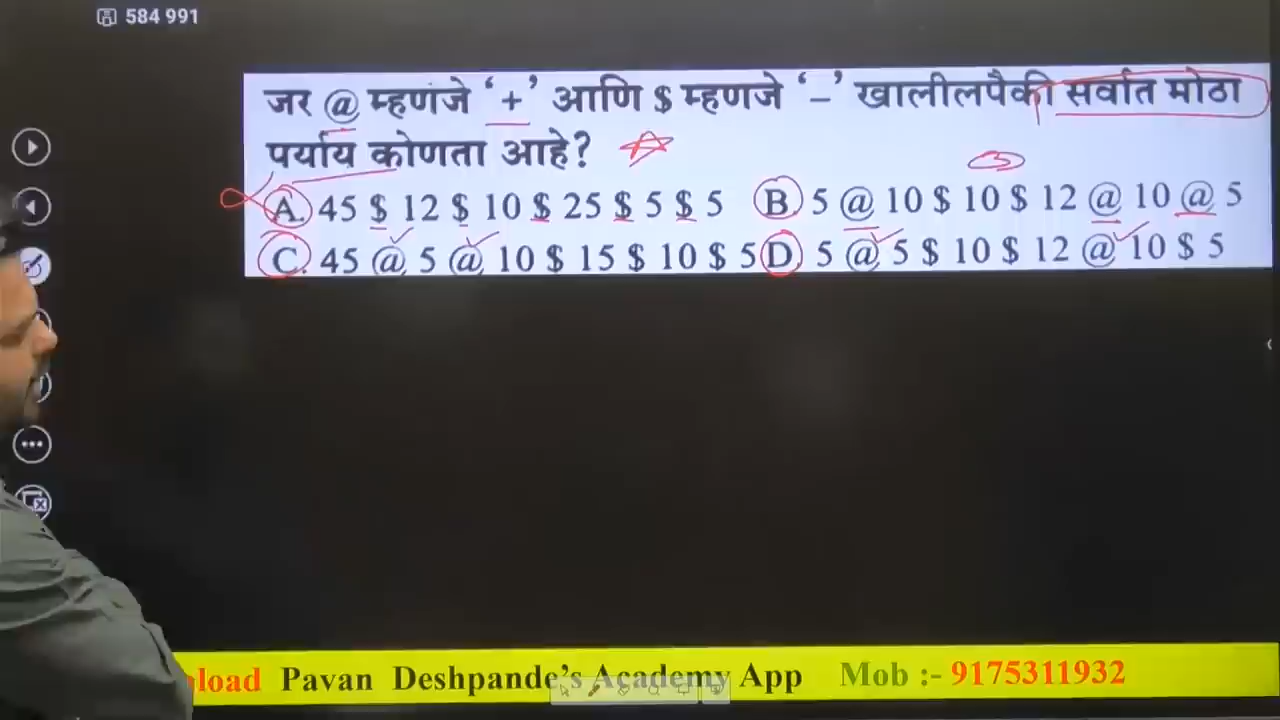 584 991
जर @ म्हणजे ‘+’ आणि $ म्हणजे ‘–’ खालीलपैकी सर्वात मोठा
पर्याय कोणता आहे?
A. 45 $ 12 $ 10 $ 25 $ 5 $ 5 B. 5 @ 10 $ 10 $ 12 @ 10 @ 5
C. 45 @ 5 @ 10 $ 15 $ 10 $ 5 D. 5 @ 5 $ 10 $ 12 @ 10 $ 5
load Pavan Deshpande’s Academy App Mob :- 9175311932